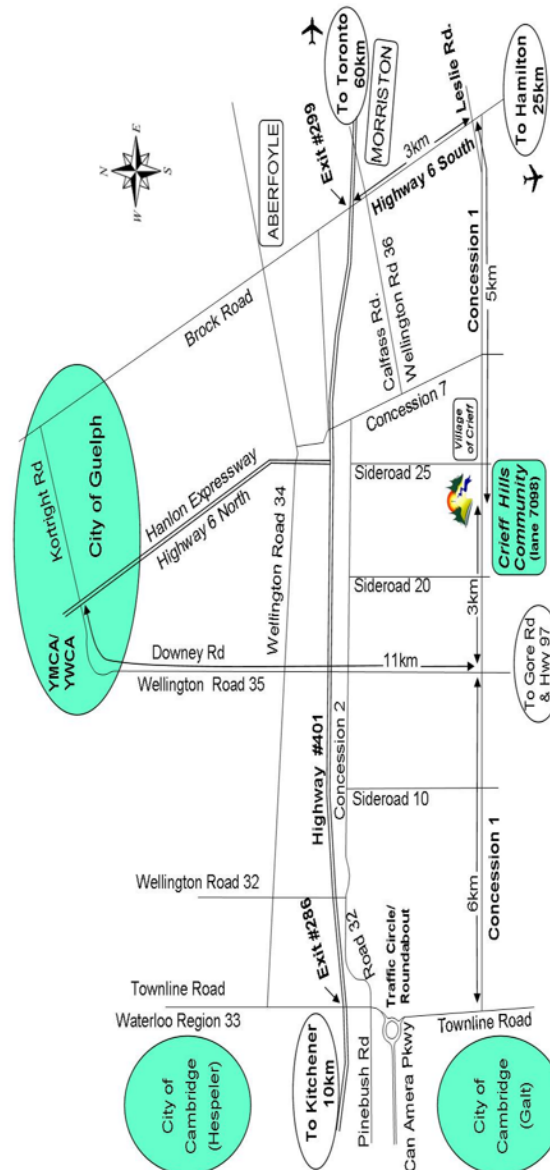 N
E
S
W
City of Guelph
Kortright Rd
YMCA/
YWCA
Hanlon Expressway
Highway 6 North
Brock Road
ABERFOYLE
Exit #299
To Toronto
60km
MORRISTON
3km
Highway 6 South
Leslie Rd.
To Hamilton
25km
Calfass Rd.
Wellington Rd 36
Concession 7
Concession 1
5km
Village
of Crieff
Sideroad 25
Crieff Hills
Community
(lane 7098)
Sideroad 20
3km
Wellington Road 34
Downey Rd
11km
Wellington Road 35
To Gore Rd
& Hwy 97
Highway #401
Concession 2
Sideroad 10
Concession 1
6km
Wellington Road 32
Exit #286
Road 32
Traffic Circle/
Roundabout
Townline Road
Waterloo Region 33
Townline Road
To Kitchener
10km
Pinebush Rd
Can Amera Pkwy
City of
Cambridge
(Hespeler)
City of
Cambridge
(Galt)